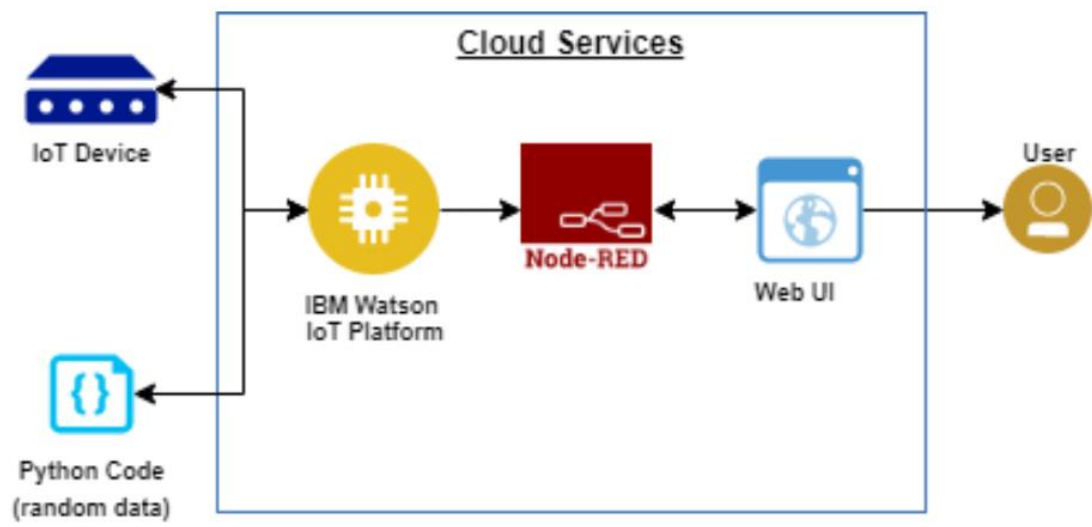 Cloud Services
IoT Device
User
Node-RED
Web UI
IBM Watson
IoT Platform
{}
Python Code
(random data)